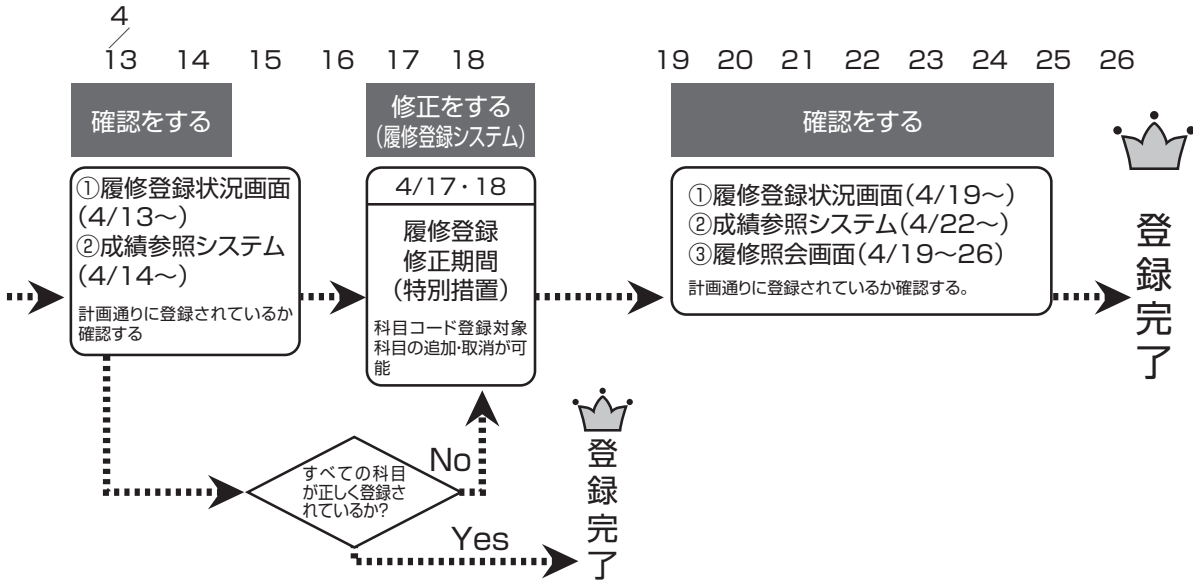 4
13 14 15 16 17 18 19 20 21 22 23 24 25 26
確認をする
①履修登録状況画面
(4/13～)
②成績参照システム
(4/14～)
計画通りに登録されているか
確認する
修正をする
(履修登録システム)
4/17・18
履修登録
修正期間
(特別措置)
科目コード登録対象
科目の追加・取消が可
能
確認をする
①履修登録状況画面(4/19～)
②成績参照システム(4/22～)
③履修照会画面(4/19～26)
計画通りに登録されているか確認する。
登録完了
すべての科目
が正しく登録さ
れているか?
No
Yes
登録完了